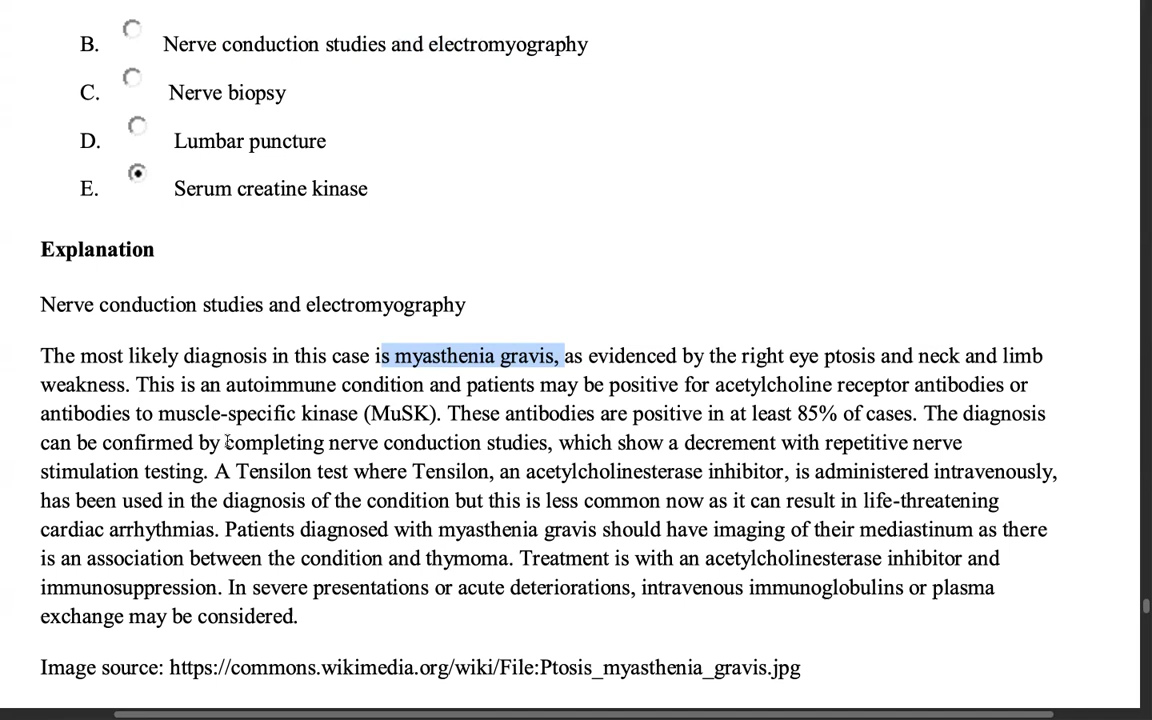 B. Nerve conduction studies and electromyography
C. Nerve biopsy
D. Lumbar puncture
E. Serum creatine kinase
Explanation
Nerve conduction studies and electromyography
The most likely diagnosis in this case is myasthenia gravis, as evidenced by the right eye ptosis and neck and limb
weakness. This is an autoimmune condition and patients may be positive for acetylcholine receptor antibodies or
antibodies to muscle-specific kinase (MuSK). These antibodies are positive in at least 85% of cases. The diagnosis
can be confirmed by completing nerve conduction studies, which show a decrement with repetitive nerve
stimulation testing. A Tensilon test where Tensilon, an acetylcholinesterase inhibitor, is administered intravenously,
has been used in the diagnosis of the condition but this is less common now as it can result in life-threatening
cardiac arrhythmias. Patients diagnosed with myasthenia gravis should have imaging of their mediastinum as there
is an association between the condition and thymoma. Treatment is with an acetylcholinesterase inhibitor and
immunosuppression. In severe presentations or acute deteriorations, intravenous immunoglobulins or plasma
exchange may be considered.
Image source: https://commons.wikimedia.org/wiki/File:Ptosis_myasthenia_gravis.jpg